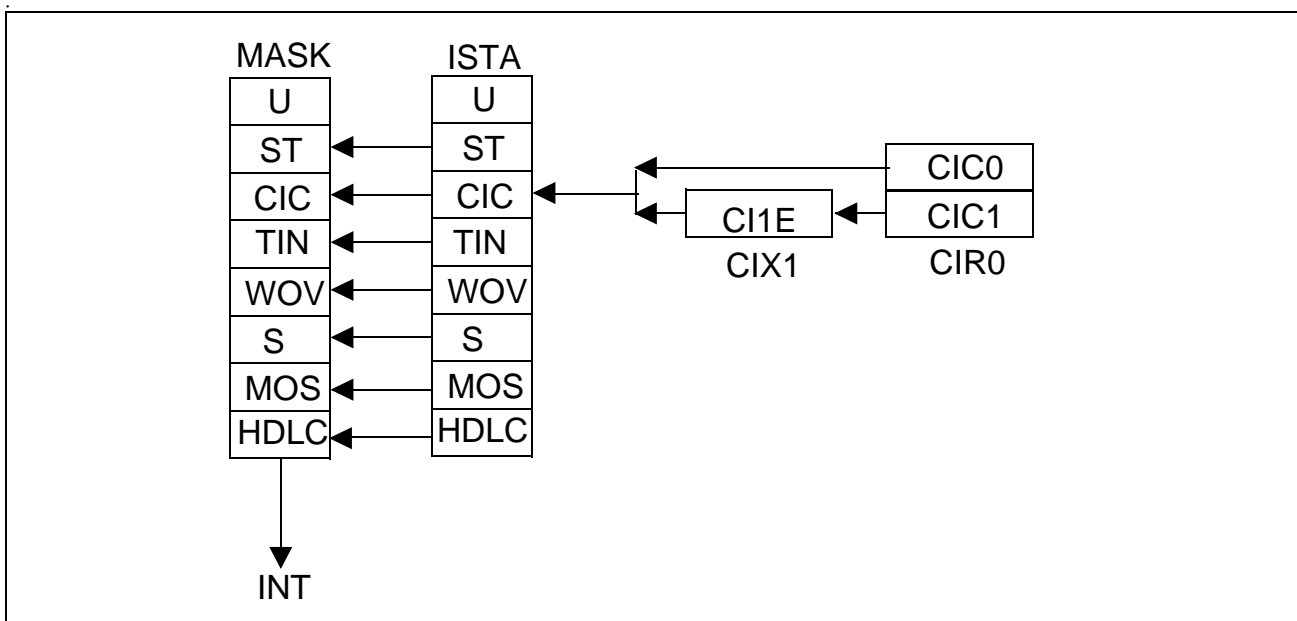 .
MASK
U
ST
CIC
TIN
WOV
S
MOS
HDLC
INT
ISTA
U
ST
CIC
TIN
WOV
S
MOS
HDLC
CI1E
CIX1
CIC0
CIC1
CIR0